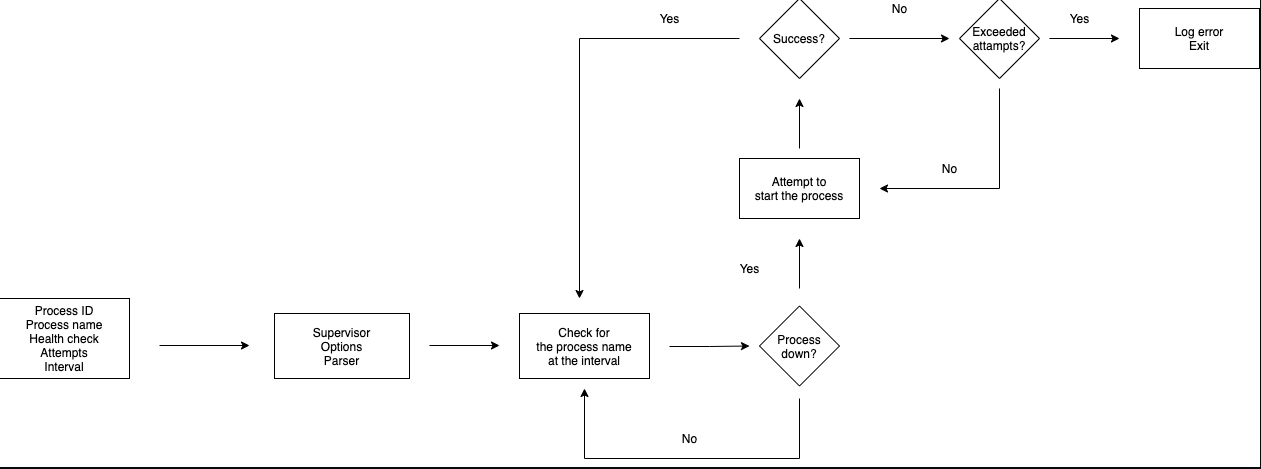 Yes
No
Yes
Success?
Exceeded
attampts?
Log error
Exit
Attempt to
start the process
No
Yes
Process ID
Process name
Health check
Attempts
Interval
Supervisor
Options
Parser
Check for
the process name
at the interval
Process
down?
No